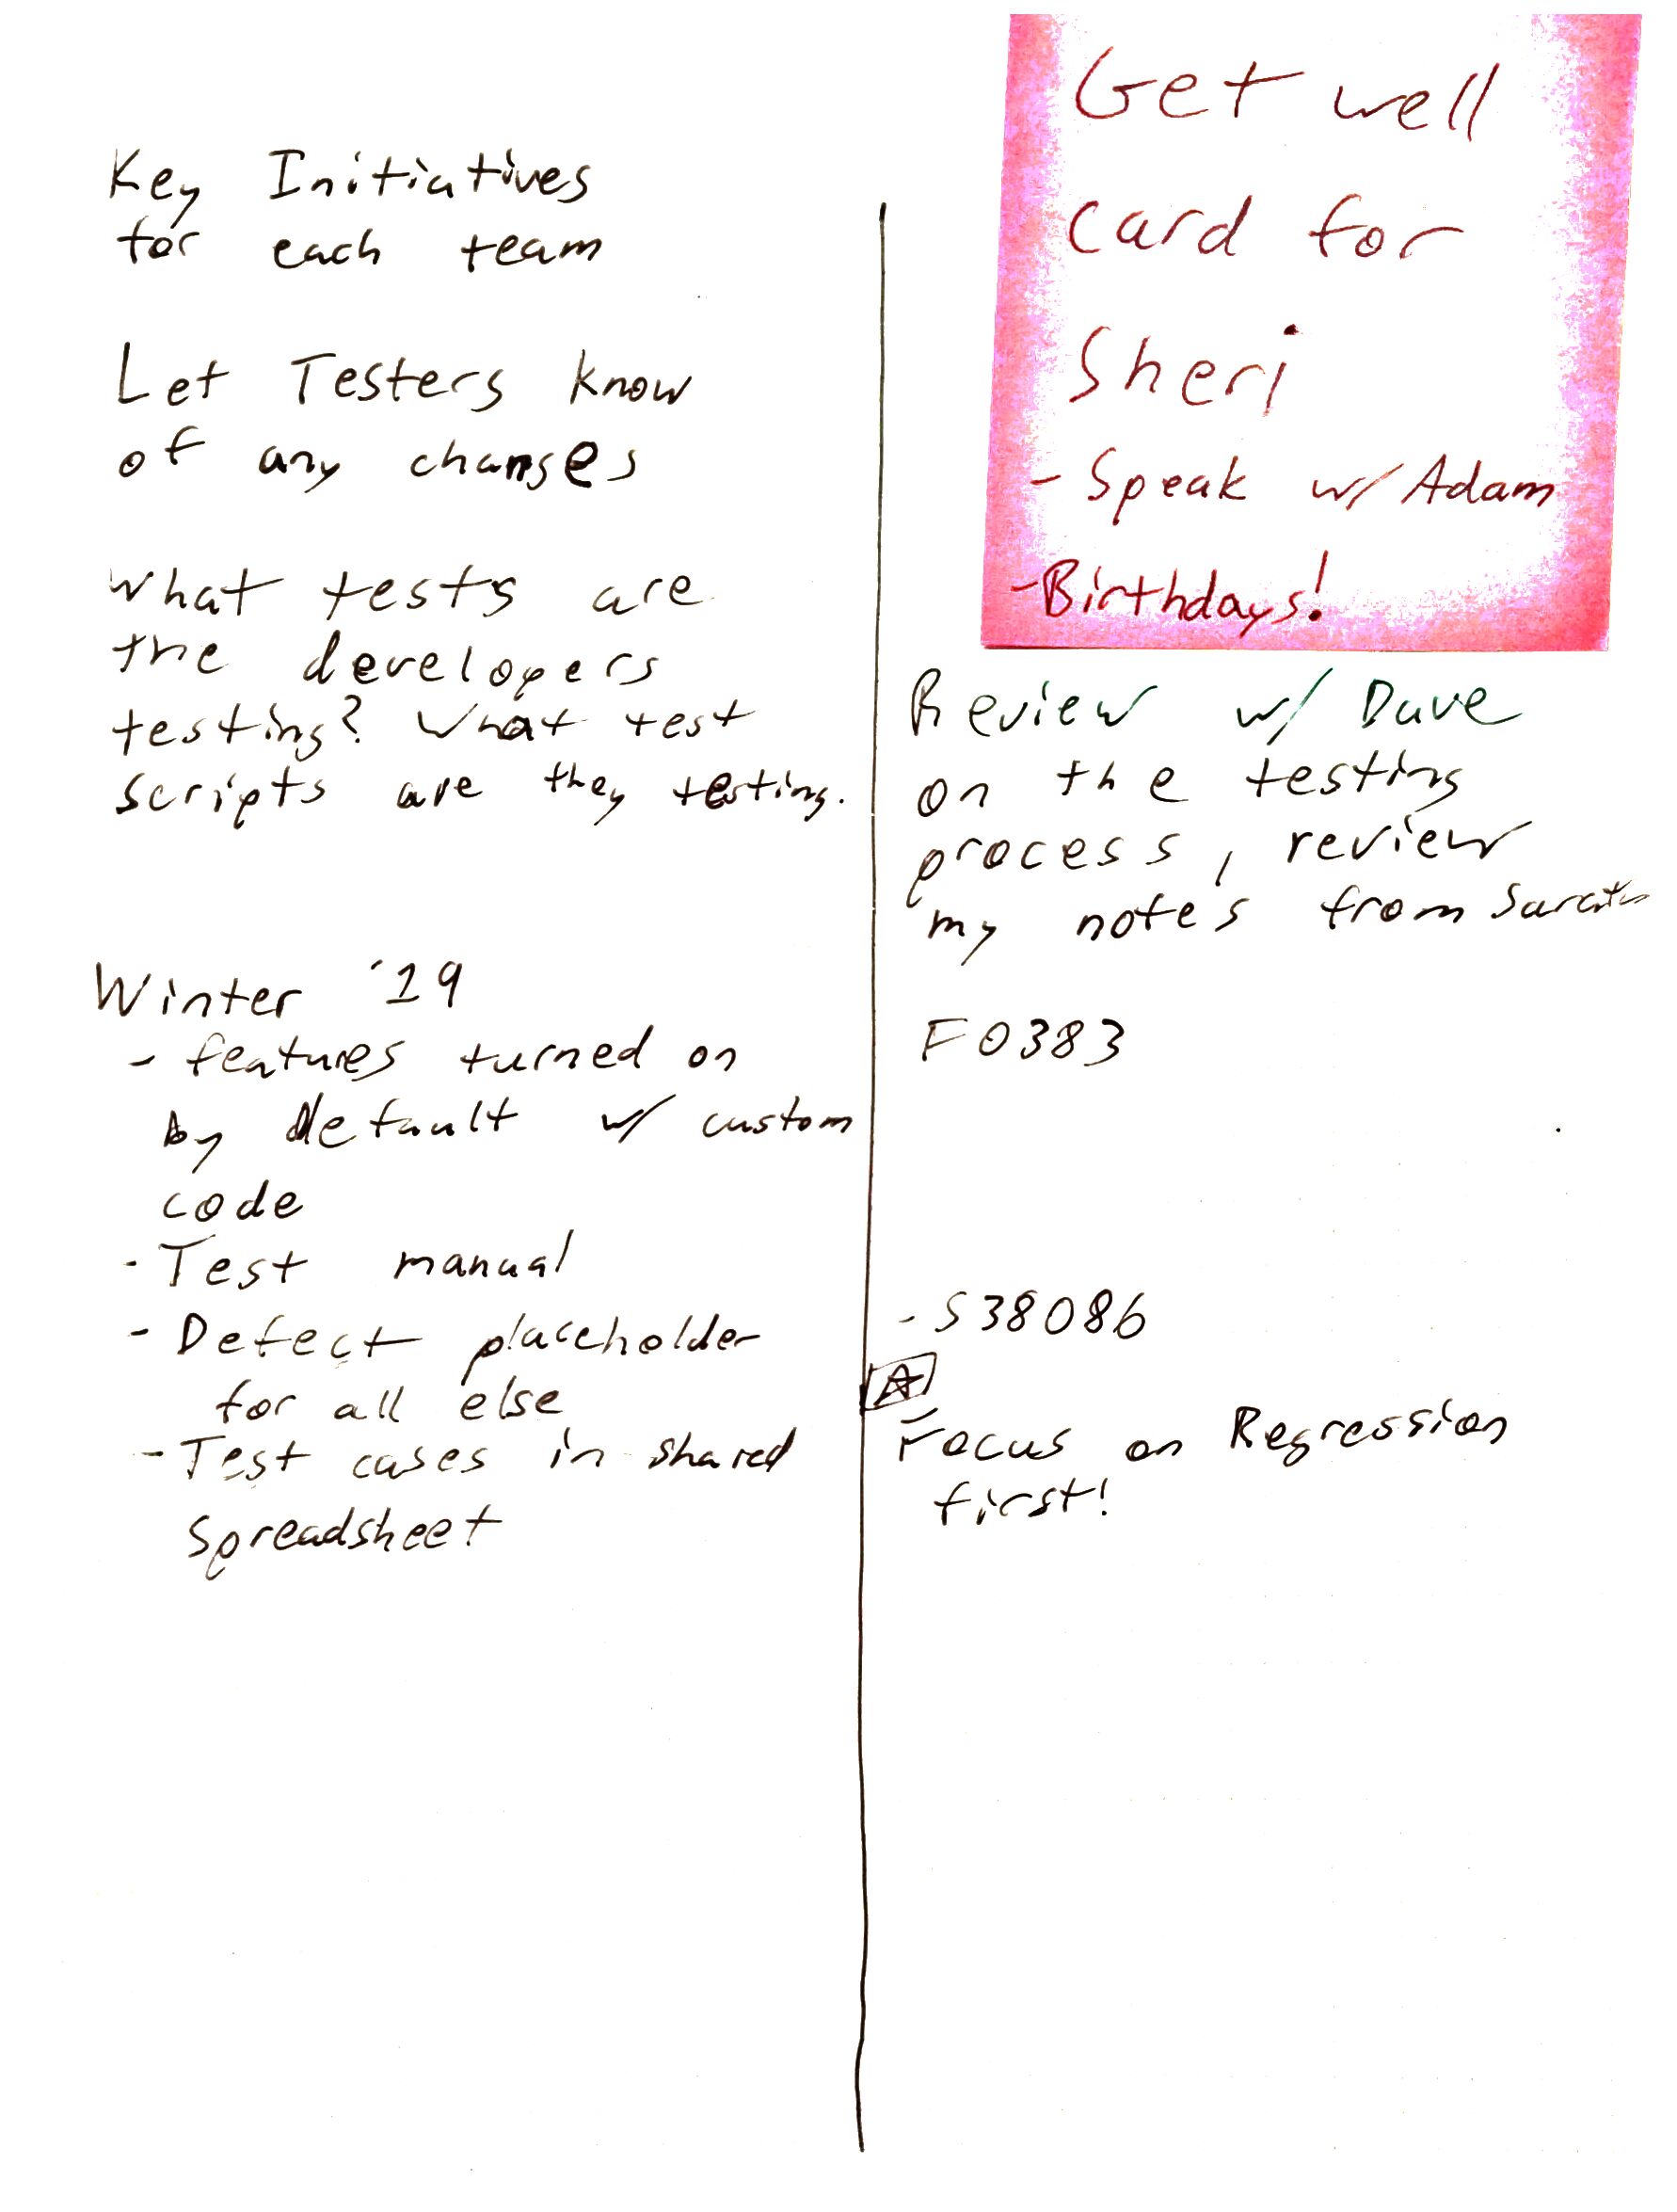 Key Initiatives
for each team
Let Testers know
of any changes
What tests are
the developers
testing? What test
scripts are they testing.
Winter '19
- features turned on
by default w/ custom
code
- Test manual
- Defect placeholder
for all else
- Test cases in shared
spreadsheet
Get well
card for
Sheri
- Speak w/ Adam
- Birthdays!
Review w/ Dave
on the testing
process, review
my notes from
F0383
- S38086
Focus on Regression
first!